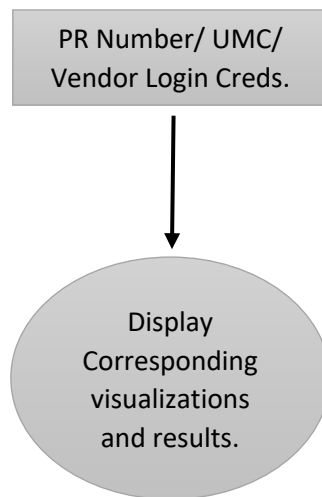 PR Number/ UMC/
Vendor Login Creds.
Display
Corresponding
visualizations
and results.